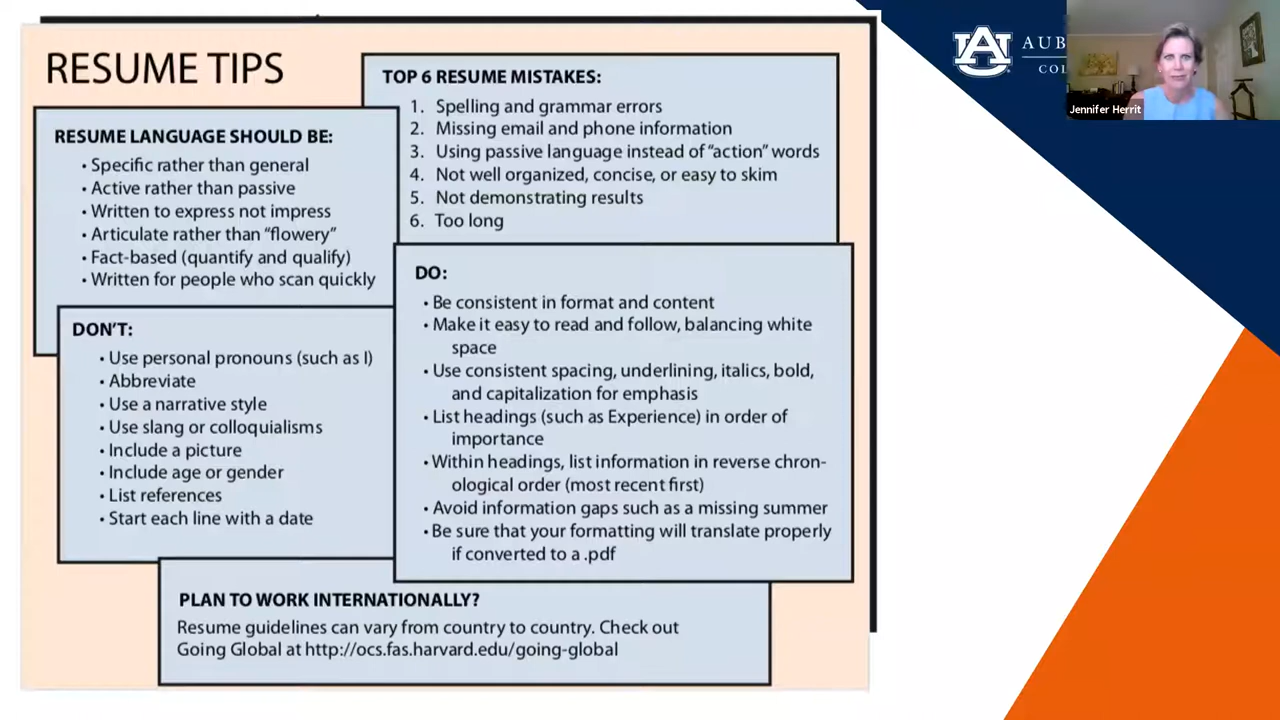 RESUME TIPS
RESUME LANGUAGE SHOULD BE:
• Specific rather than general
• Active rather than passive
• Written to express not impress
• Articulate rather than “flowery”
• Fact-based (quantify and qualify)
• Written for people who scan quickly
TOP 6 RESUME MISTAKES:
1. Spelling and grammar errors
2. Missing email and phone information
3. Using passive language instead of “action” words
4. Not well organized, concise, or easy to skim
5. Not demonstrating results
6. Too long
DON’T:
• Use personal pronouns (such as I)
• Abbreviate
• Use a narrative style
• Use slang or colloquialisms
• Include a picture
• Include age or gender
• List references
• Start each line with a date
DO:
• Be consistent in format and content
• Make it easy to read and follow, balancing white
space
• Use consistent spacing, underlining, italics, bold,
and capitalization for emphasis
• List headings (such as Experience) in order of
importance
• Within headings, list information in reverse chron-
ological order (most recent first)
• Avoid information gaps such as a missing summer
• Be sure that your formatting will translate properly
if converted to a .pdf
PLAN TO WORK INTERNATIONALLY?
Resume guidelines can vary from country to country. Check out
Going Global at http://ocs.fas.harvard.edu/going-global
AU
AUB
COL
Jennifer Herrit